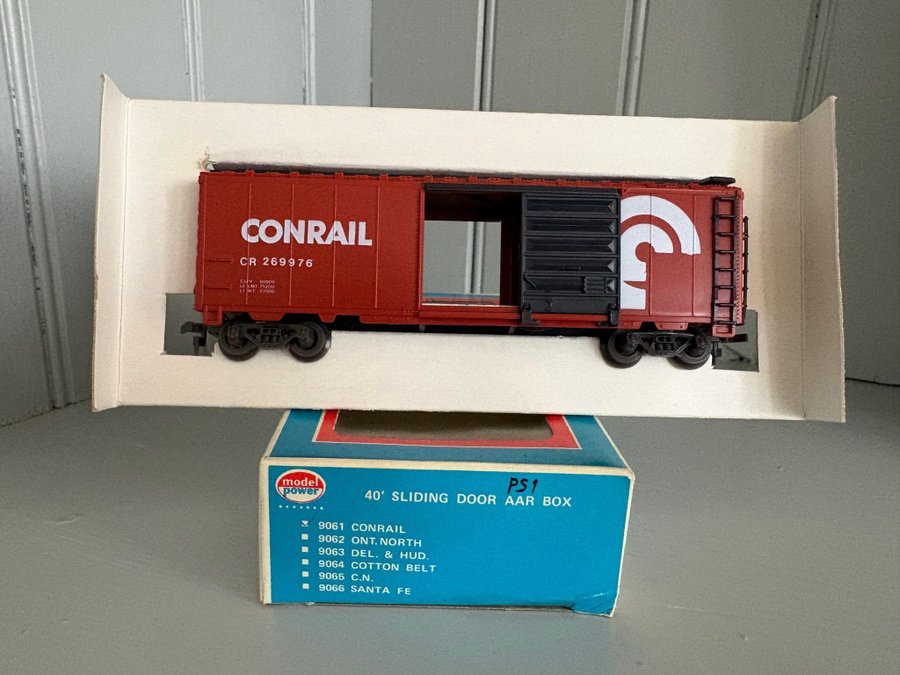 CONRAIL
CR 269976
model
power
PS1
40' SLIDING DOOR AAR BOX
9061 CONRAIL
9062 ONT. NORTH
9063 DEL. & HUD.
9064 COTTON BELT
9065 C.N.
9066 SANTA FE